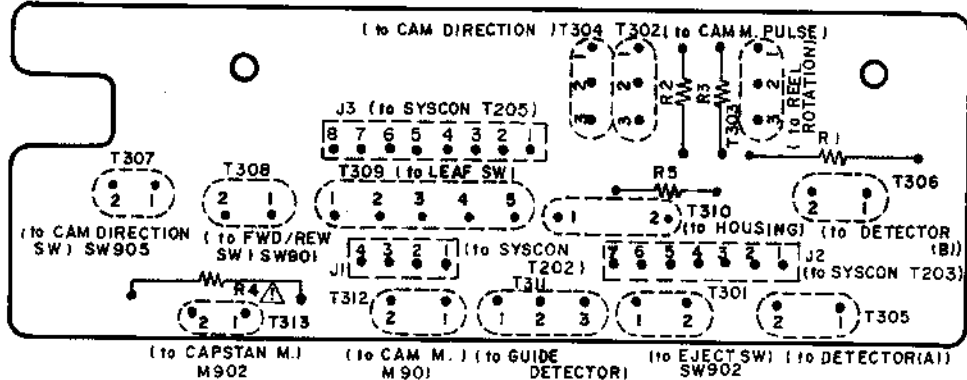 ( to CAM DIRECTION ) T304 T302 ( to CAM M. PULSE )
1 1 1
2 2 R2 R3 2
3 3 T303 3 ( to REEL ROTATION)
J3 (to SYSCON T205)
8 7 6 5 4 3 2 1
R1
T307 T308 T309 ( to LEAF SW ) R5 T306
2 1 2 1 1 2 3 4 5 1 2 T310 2 1
(to CAM DIRECTION SW) SW905
(to FWD/REW SW) SW901
(to HOUSING)
(to DETECTOR (B))
J1 4 3 2 1 (to SYSCON T202)
7 6 5 4 3 2 1 J2
(to SYSCON T203)
R4 T312 T311 T301
2 1 T313 2 1 1 2 3 1 2 2 1 T305
( to CAPSTAN M.) M902
( to CAM M. ) M901
( to GUIDE DETECTOR)
(to EJECT SW) SW902
( to DETECTOR(A))